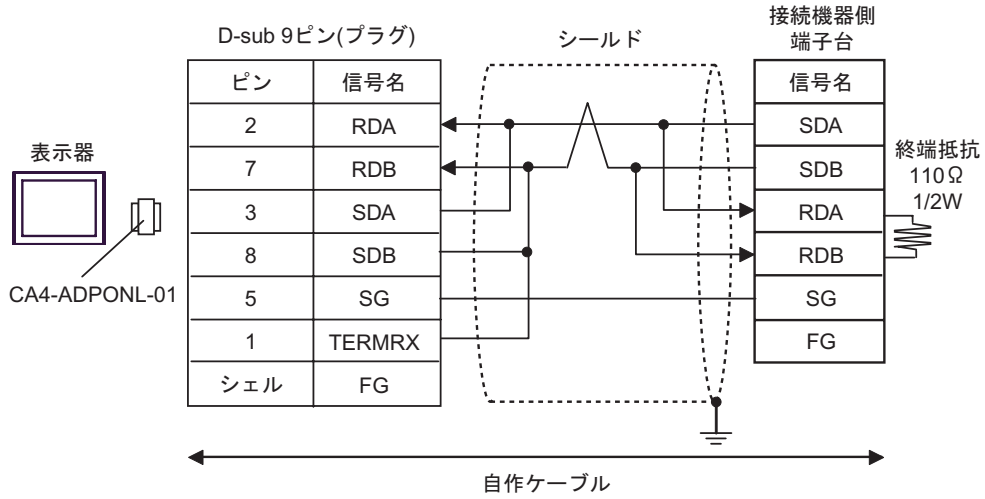 D-sub 9ピン(プラグ)
シールド
接続機器側
端子台
ピン 信号名
信号名
2 RDA
SDA
7 RDB
SDB
3 SDA
RDA
8 SDB
RDB
5 SG
SG
1 TERMRX
FG
シェル FG
表示器
CA4-ADPONL-01
終端抵抗
110Ω
1/2W
自作ケーブル